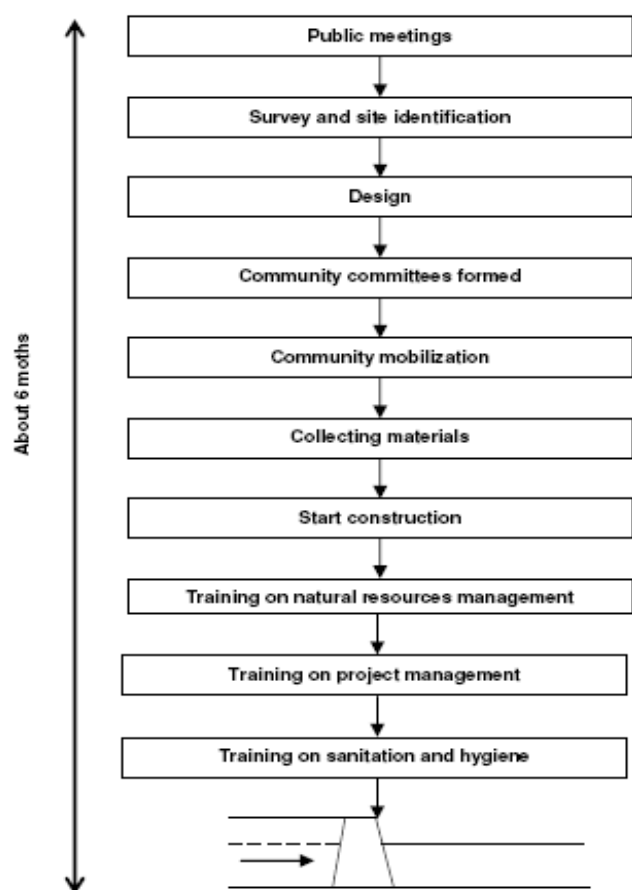 Public meetings
Survey and site identification
Design
Community committees formed
Community mobilization
Collecting materials
Start construction
Training on natural resources management
Training on project management
Training on sanitation and hygiene
About 6 moths